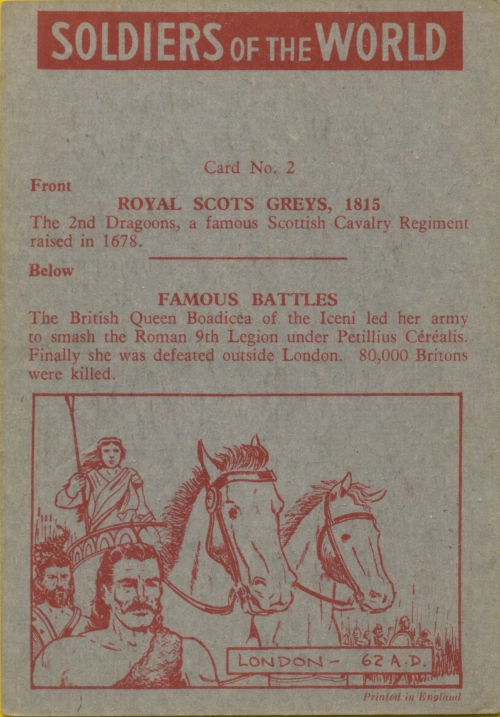 SOLDIERS OF THE WORLD
Card No. 2
Front
ROYAL SCOTS GREYS, 1815
The 2nd Dragoons, a famous Scottish Cavalry Regiment
raised in 1678.
Below
FAMOUS BATTLES
The British Queen Boadicea of the Iceni led her army
to smash the Roman 9th Legion under Petillius Céréalis.
Finally she was defeated outside London. 80,000 Britons
were killed.
LONDON - 62 A.D.
Printed in England